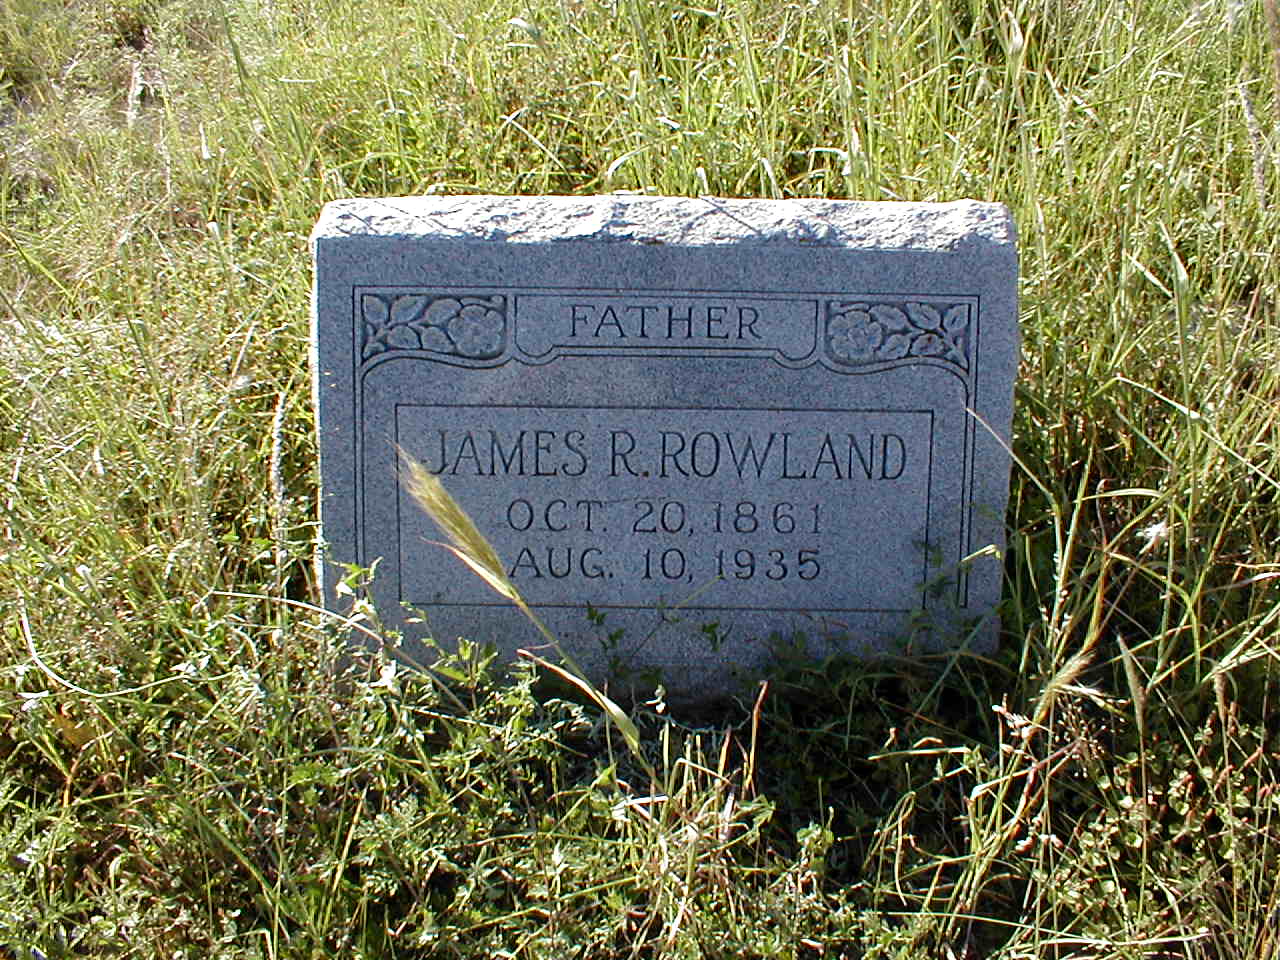 FATHER
JAMES R. ROWLAND
OCT. 20, 1861
AUG. 10, 1935